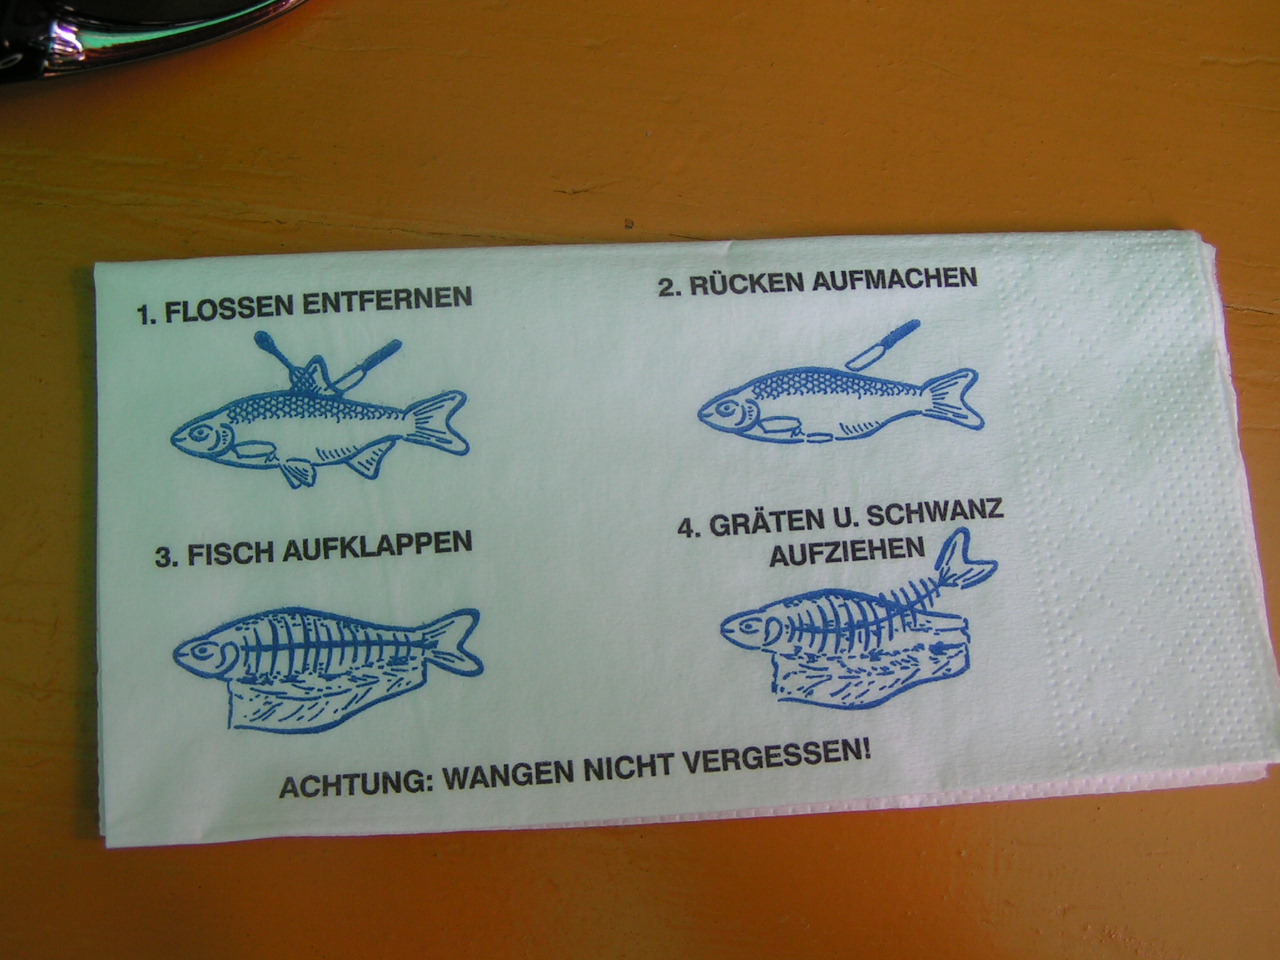 1. FLOSSEN ENTFERNEN
2. RÜCKEN AUFMACHEN
3. FISCH AUFKLAPPEN
4. GRÄTEN U. SCHWANZ
AUFZIEHEN
ACHTUNG: WANGEN NICHT VERGESSEN!